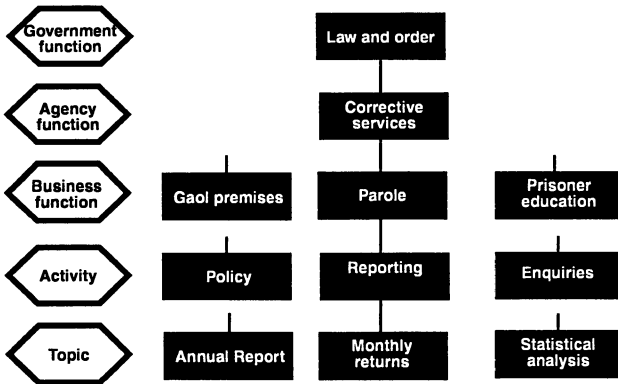 Government
function
Law and order
Agency
function
Corrective
services
Business
function
Gaol premises
Parole
Prisoner
education
Activity
Policy
Reporting
Enquiries
Topic
Annual Report
Monthly
returns
Statistical
analysis